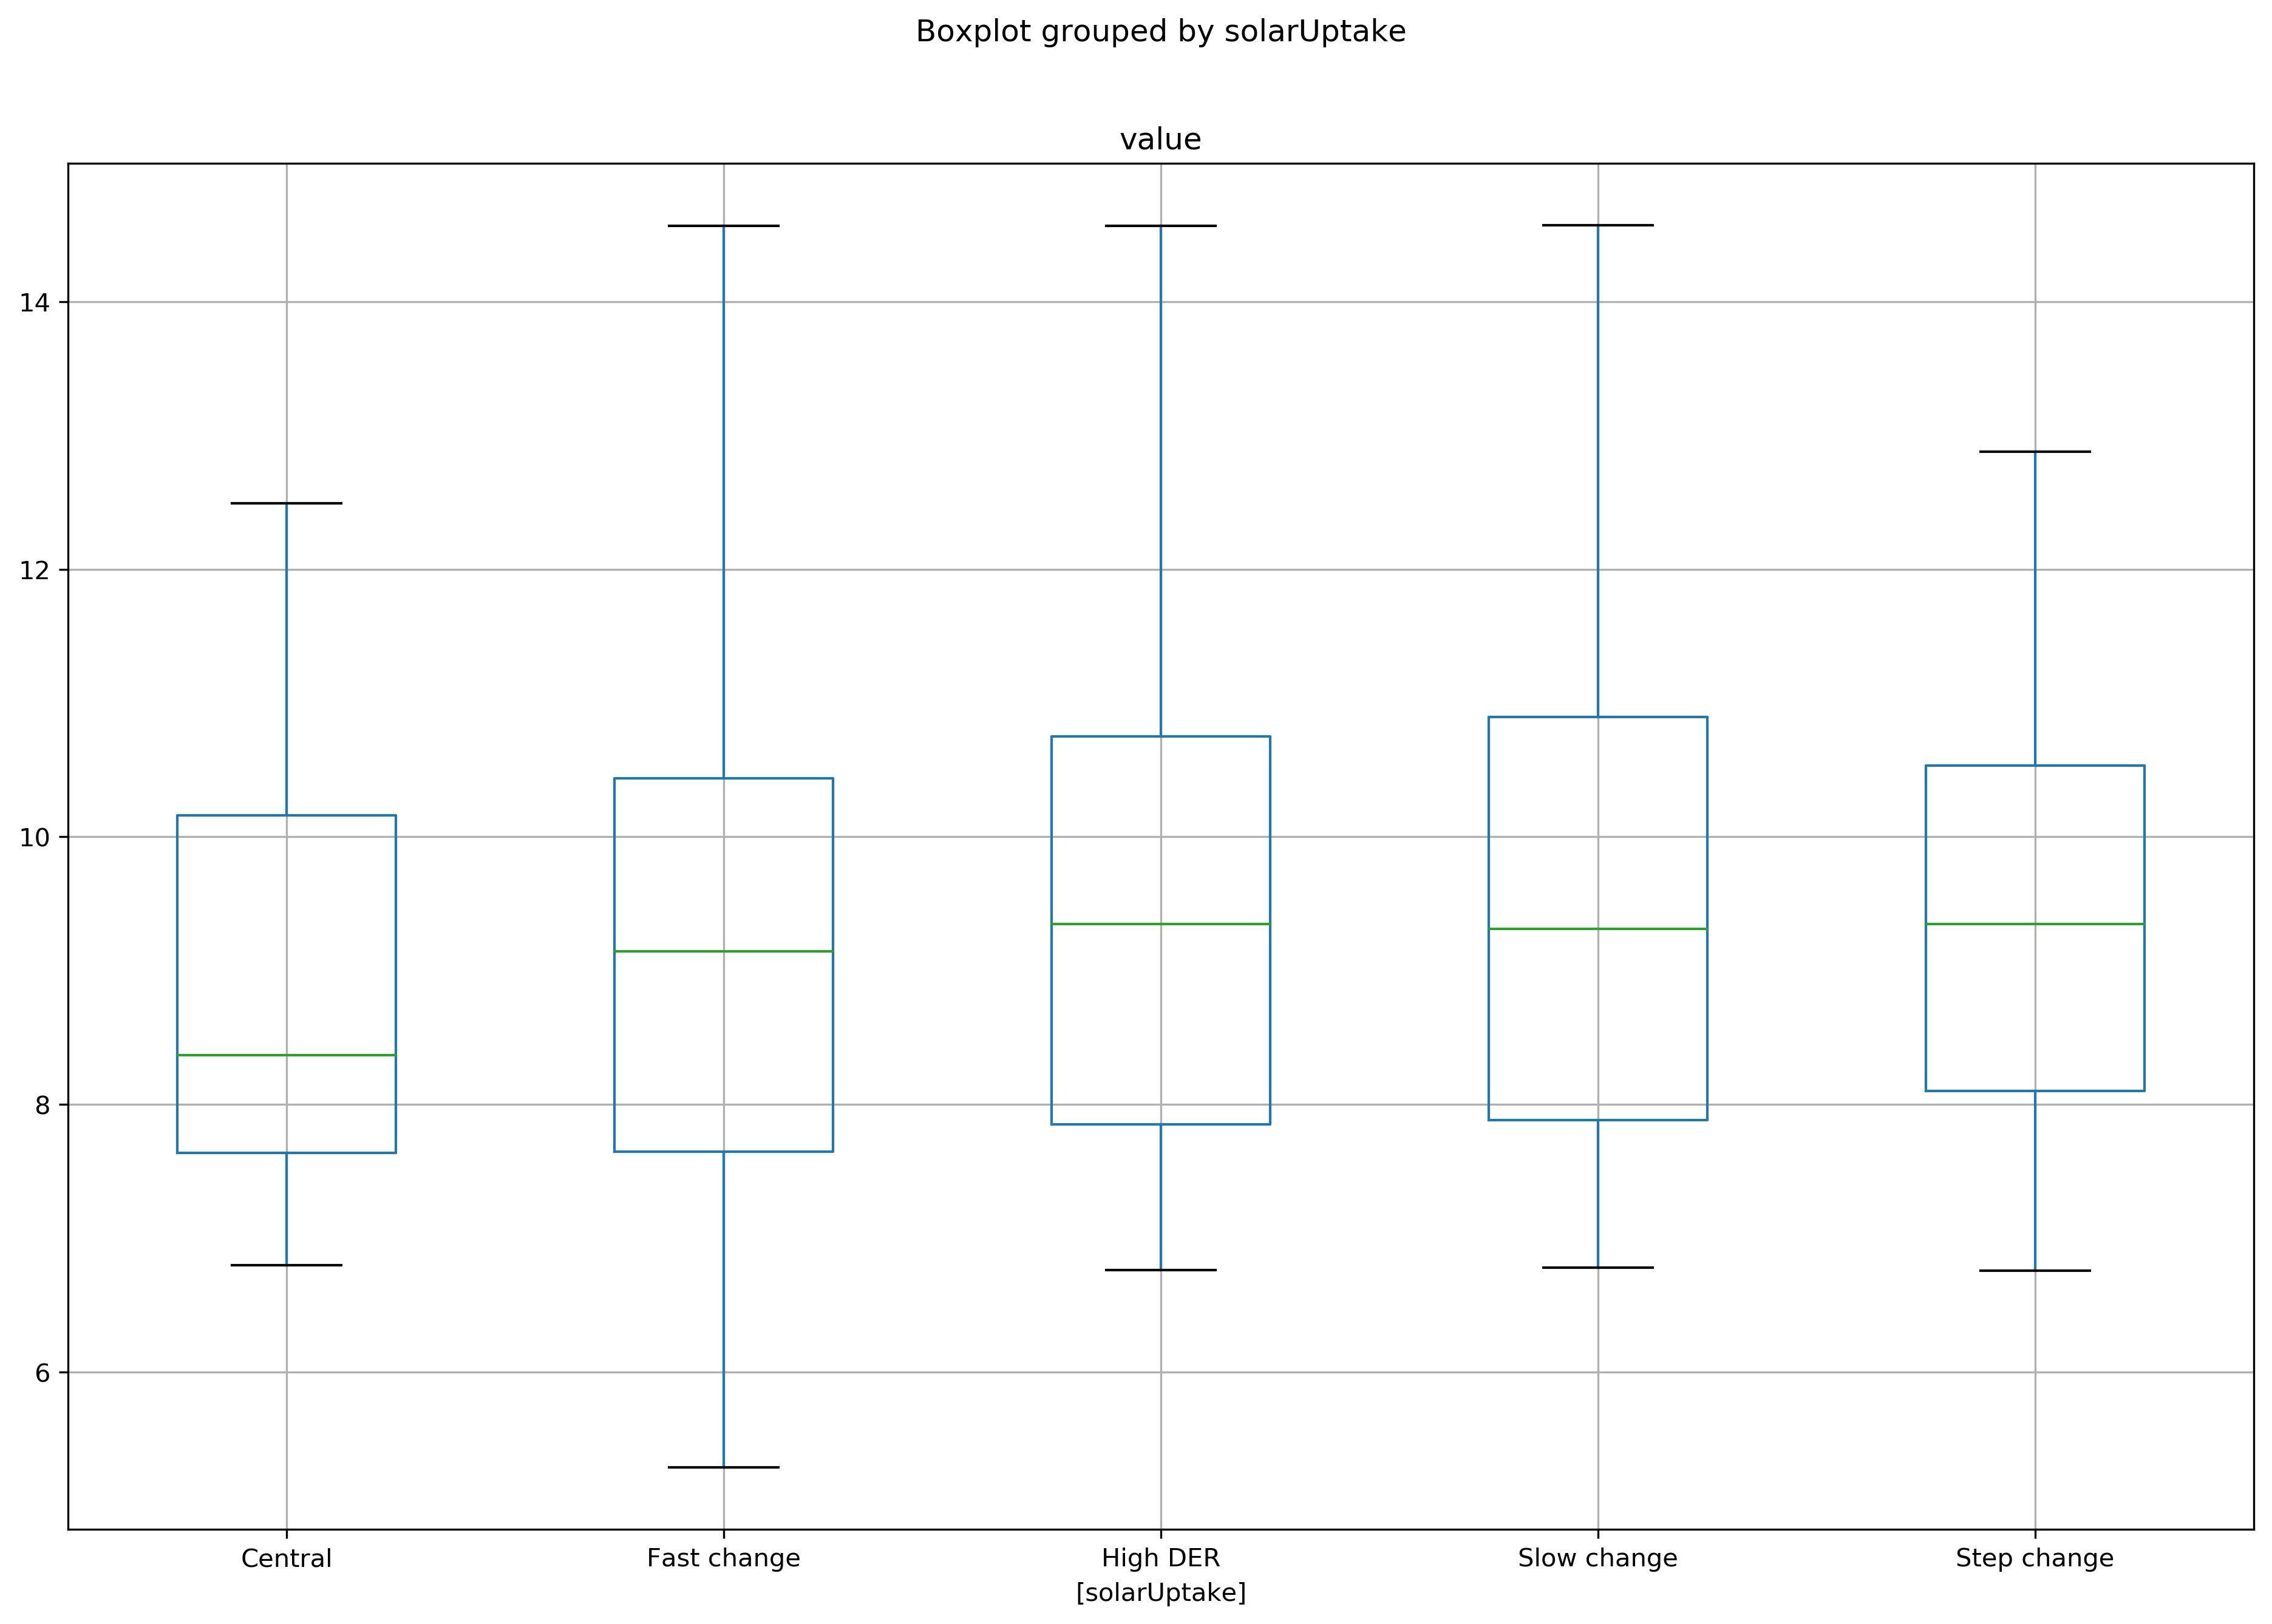 Boxplot grouped by solarUptake
value
14
12
10
8
6
Central Fast change High DER Slow change Step change
[solarUptake]